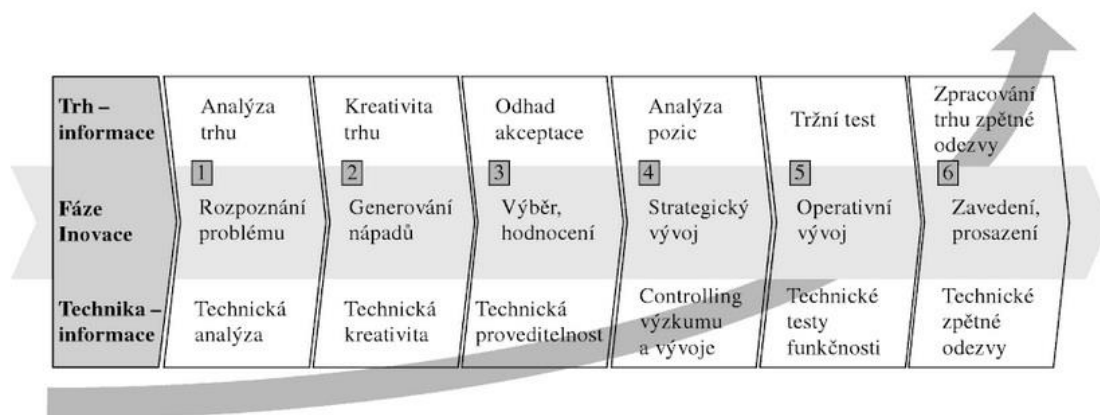 Trh –
informace
Analýza
trhu
Kreativita
trhu
Odhad
akceptace
Analýza
pozic
Tržní test
Zpracování
trhu zpětné
odezvy
1
2
3
4
5
6
Fáze
Inovace
Rozpoznání
problému
Generování
nápadů
Výběr,
hodnocení
Strategický
vývoj
Operativní
vývoj
Zavedení,
prosazení
Technika –
informace
Technická
analýza
Technická
kreativita
Technická
proveditelnost
Controlling
výzkumu
a vývoje
Technické
testy
funkčnosti
Technické
zpětné
odezvy